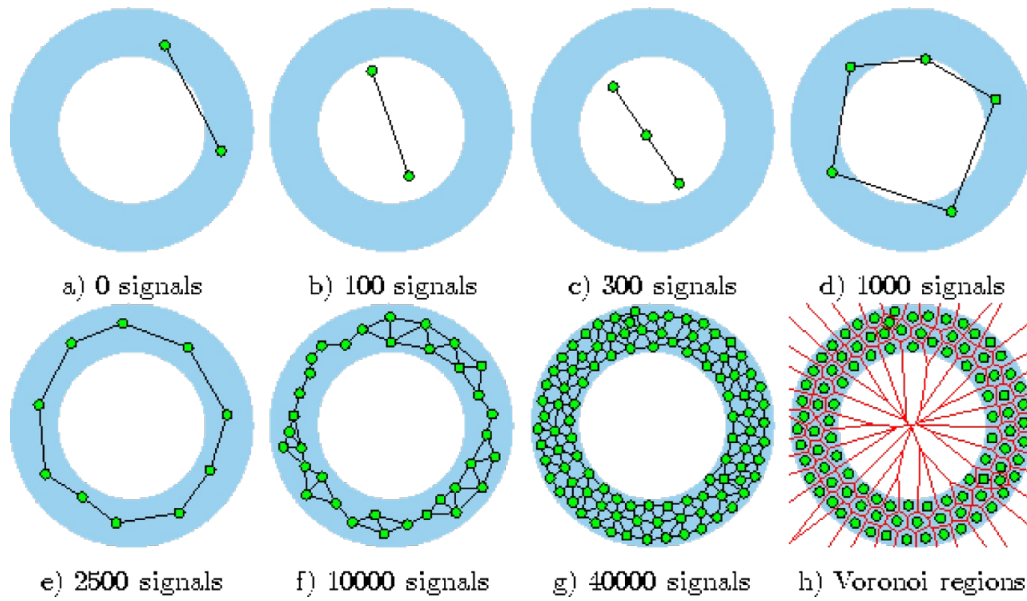 a) 0 signals
b) 100 signals
c) 300 signals
d) 1000 signals
e) 2500 signals
f) 10000 signals
g) 40000 signals
h) Voronoi regions